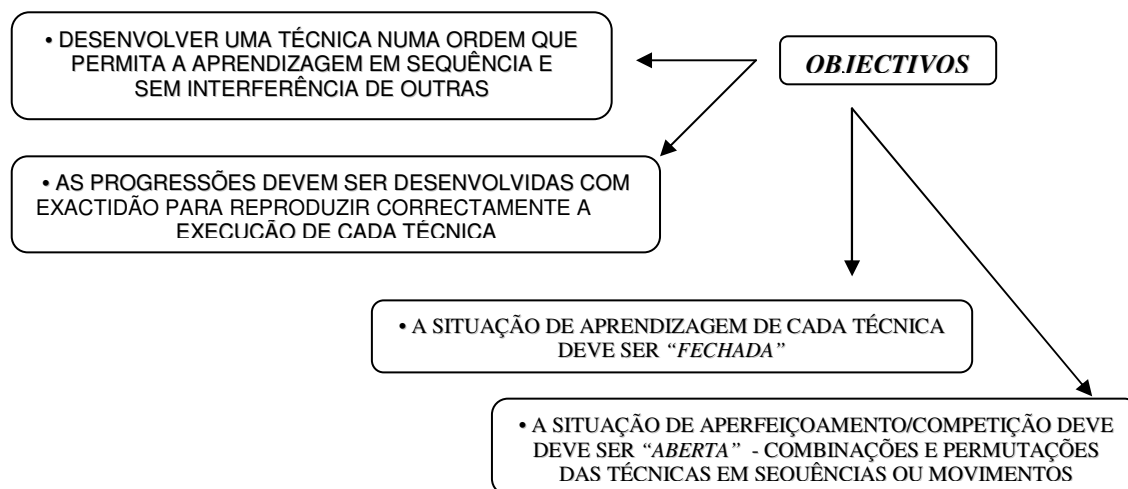 • DESENVOLVER UMA TÉCNICA NUMA ORDEM QUE
PERMITA A APRENDIZAGEM EM SEQUÊNCIA E
SEM INTERFERÊNCIA DE OUTRAS
OBJECTIVOS
• AS PROGRESSÕES DEVEM SER DESENVOLVIDAS COM
EXACTIDÃO PARA REPRODUZIR CORRECTAMENTE A
EXECUÇÃO DE CADA TÉCNICA
• A SITUAÇÃO DE APRENDIZAGEM DE CADA TÉCNICA
DEVE SER “FECHADA”
• A SITUAÇÃO DE APERFEIÇOAMENTO/COMPETIÇÃO DEVE
DEVE SER “ABERTA” - COMBINAÇÕES E PERMUTAÇÕES
DAS TÉCNICAS EM SEQUÊNCIAS OU MOVIMENTOS